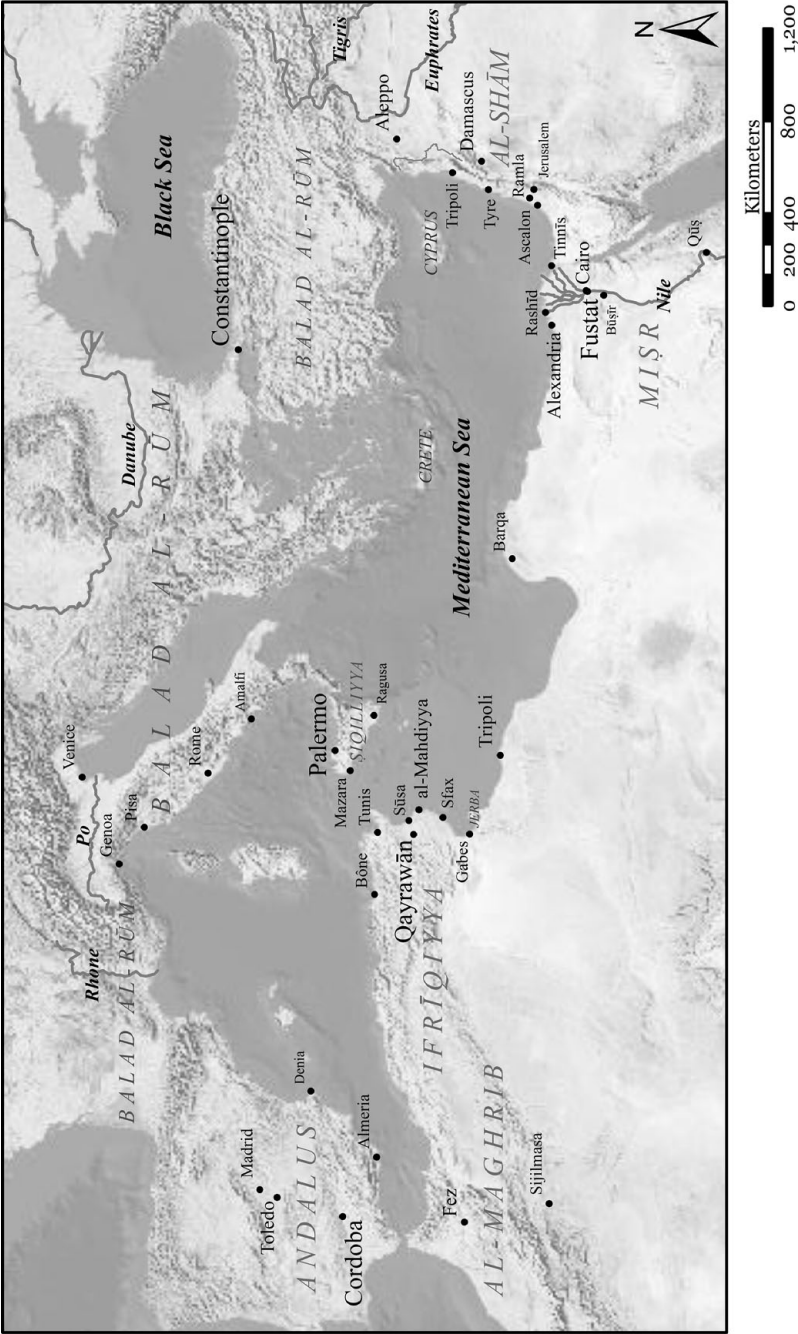 Black Sea
Constantinople
BALAD AL-RŪM
Tigris
Euphrates
Aleppo
Damascus
AL-SHĀM
Tripoli
Tyre
Ramla
Jerusalem
Ascalon
CYPRUS
Tinnīs
Cairo
Rashīd
Fustat
Būṣīr
Alexandria
Nile
Qūṣ
MIṢR
N
Kilometers
0 200 400 800 1,200
Danube
BALAD AL-RŪM
CRETE
Mediterranean Sea
Barqa
Venice
Po
Genoa
Pisa
Rome
Amalfi
Palermo
ṢIQILLIYYA
Ragusa
Mazara
Tunis
Bône
Sūsa
al-Mahdiyya
Qayrawān
Sfax
JERBA
Gabes
Tripoli
IFRĪQIYYA
Rhone
BALAD AL-RŪM
Denia
Madrid
Toledo
ANDALUS
Almeria
Cordoba
Fez
AL-MAGHRIB
Sijilmasa